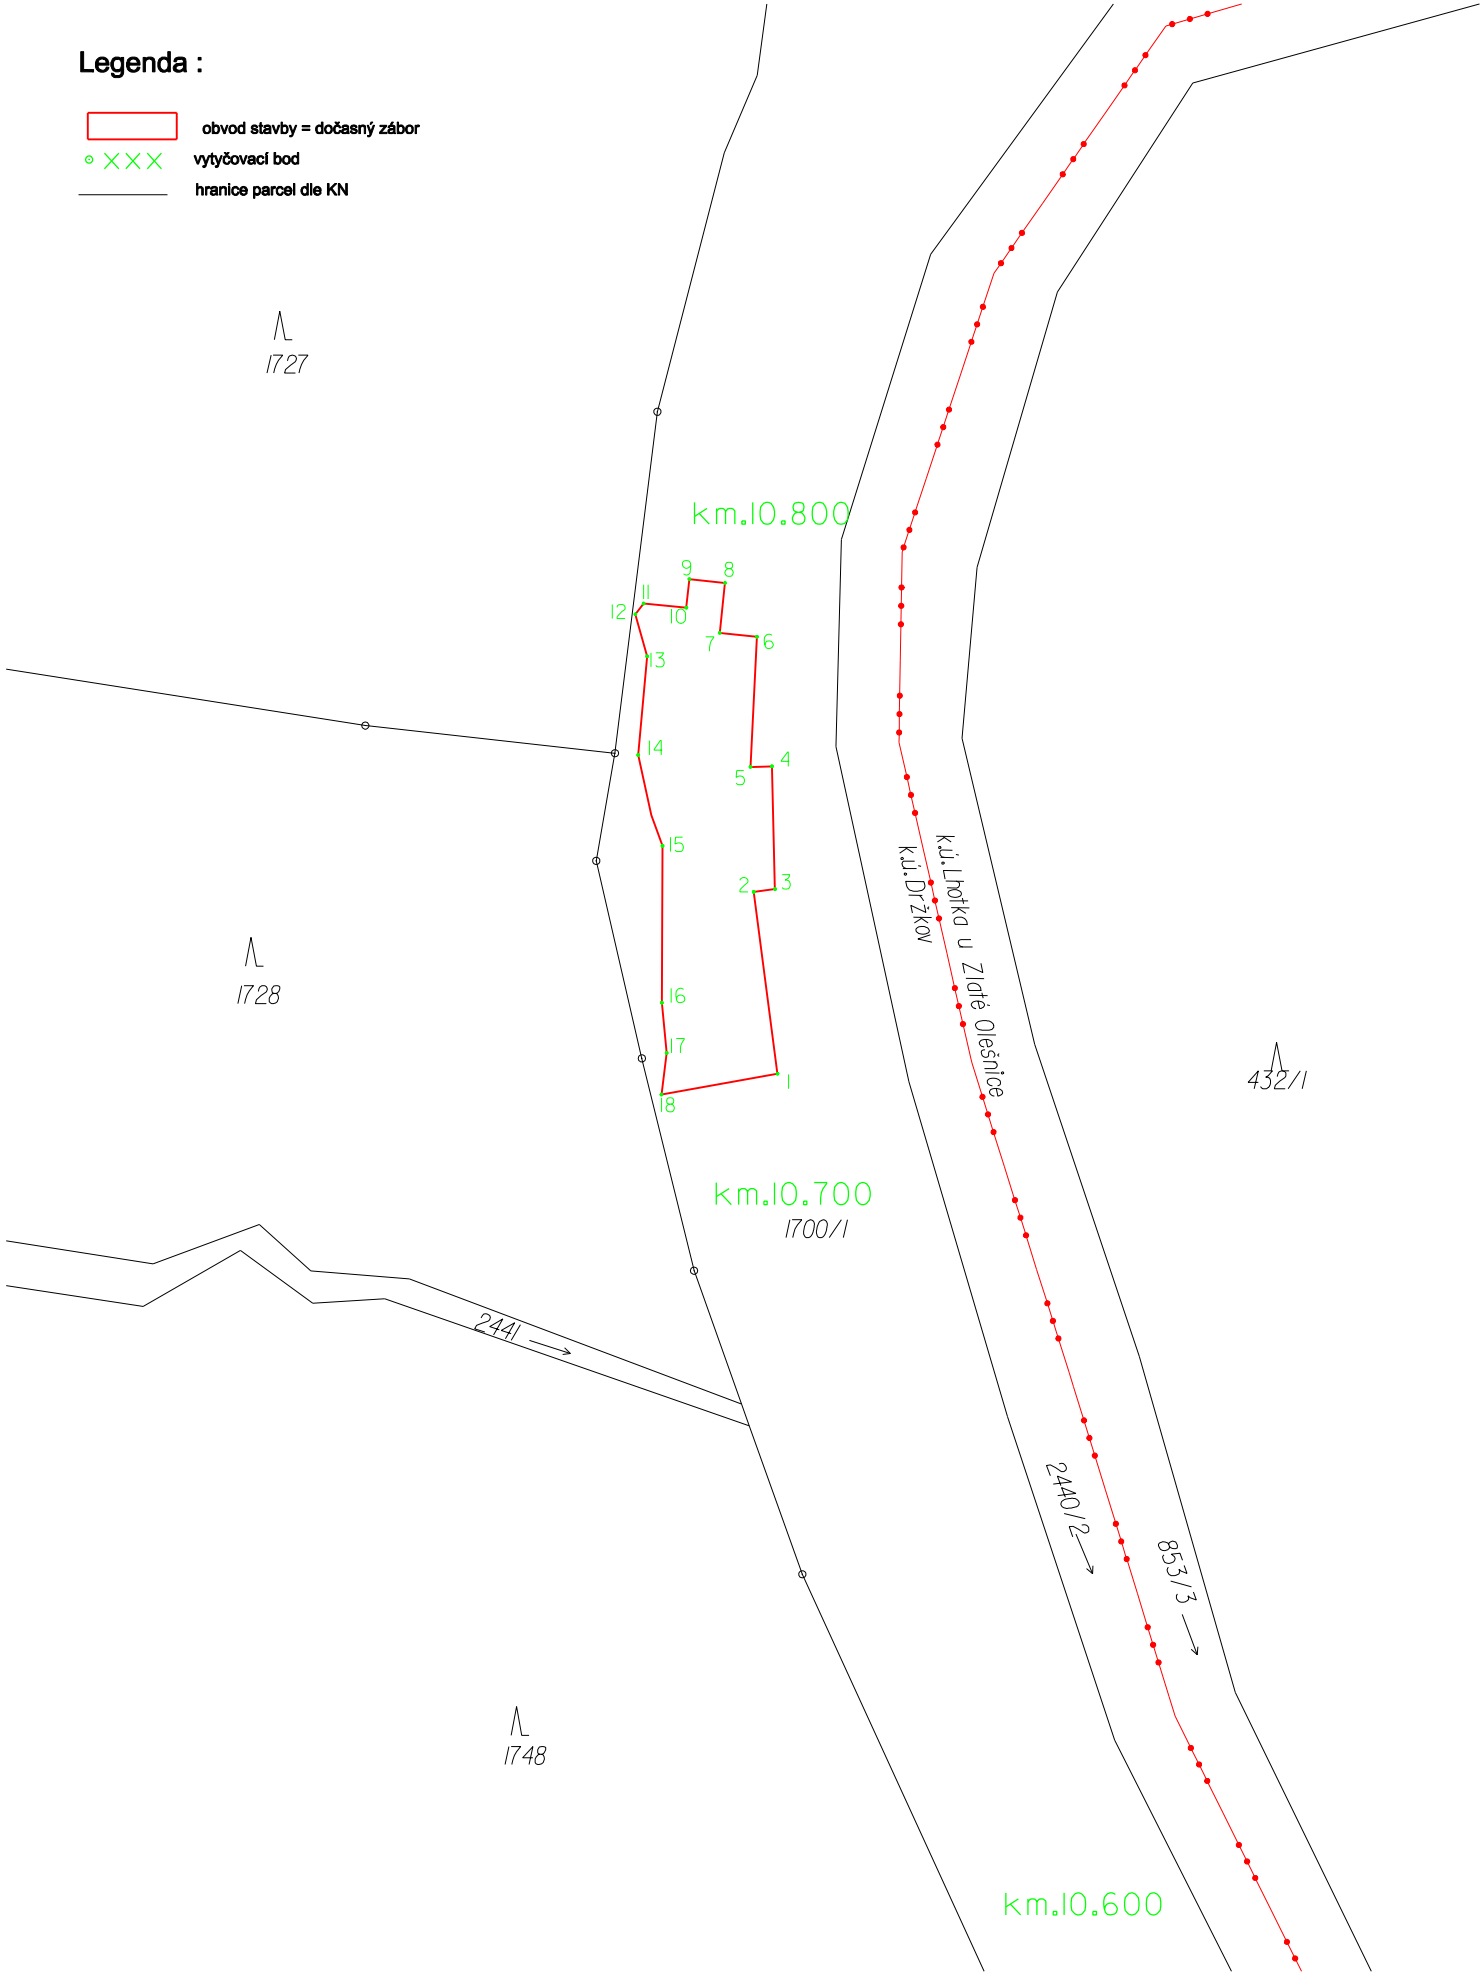 Legenda :
obvod stavby = dočasný zábor
XXX vytyčovací bod
hranice parcel dle KN
1727
km.10.800
9
8
11
12
10
7
6
13
14
4
5
15
2
3
k.ú.Lhotka u Zlaté Olešnice
k.ú.Držkov
1728
16
17
1
18
432/1
km.10.700
1700/1
2441
2440/2
853/3
1748
km.10.600